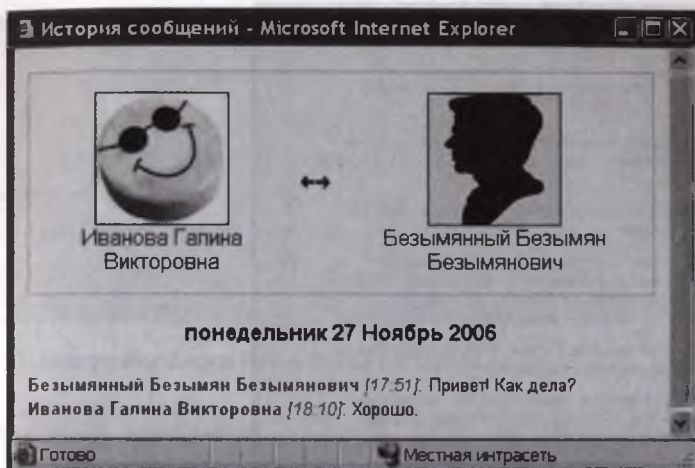 История сообщений - Microsoft Internet Explorer
Иванова Галина
Викторовна
↔
Безымянный Безымян
Безымянович
понедельник 27 Ноябрь 2006
Безымянный Безымян Безымянович [17:51]: Привет! Как дела?
Иванова Галина Викторовна [18:10]: Хорошо.
Готово
Местная интрасеть